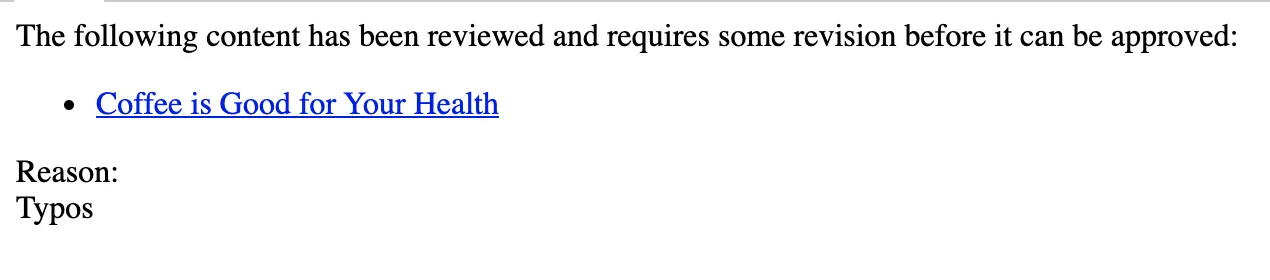 The following content has been reviewed and requires some revision before it can be approved:
• Coffee is Good for Your Health
Reason:
Typos